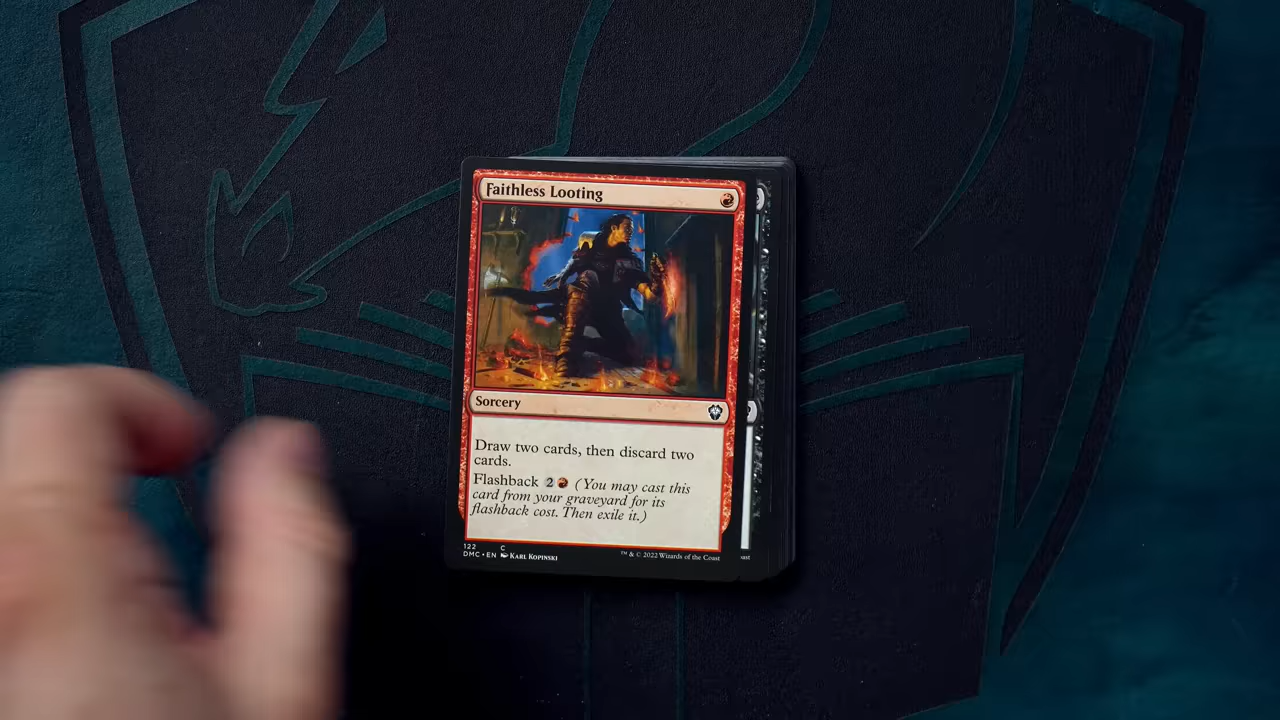 Faithless Looting
Sorcery
Draw two cards, then discard two
cards.
Flashback 2 (You may cast this
card from your graveyard for its
flashback cost. Then exile it.)
122 C
DMC • EN KARL KOPINSKI
™ & © 2022 Wizards of the Coast